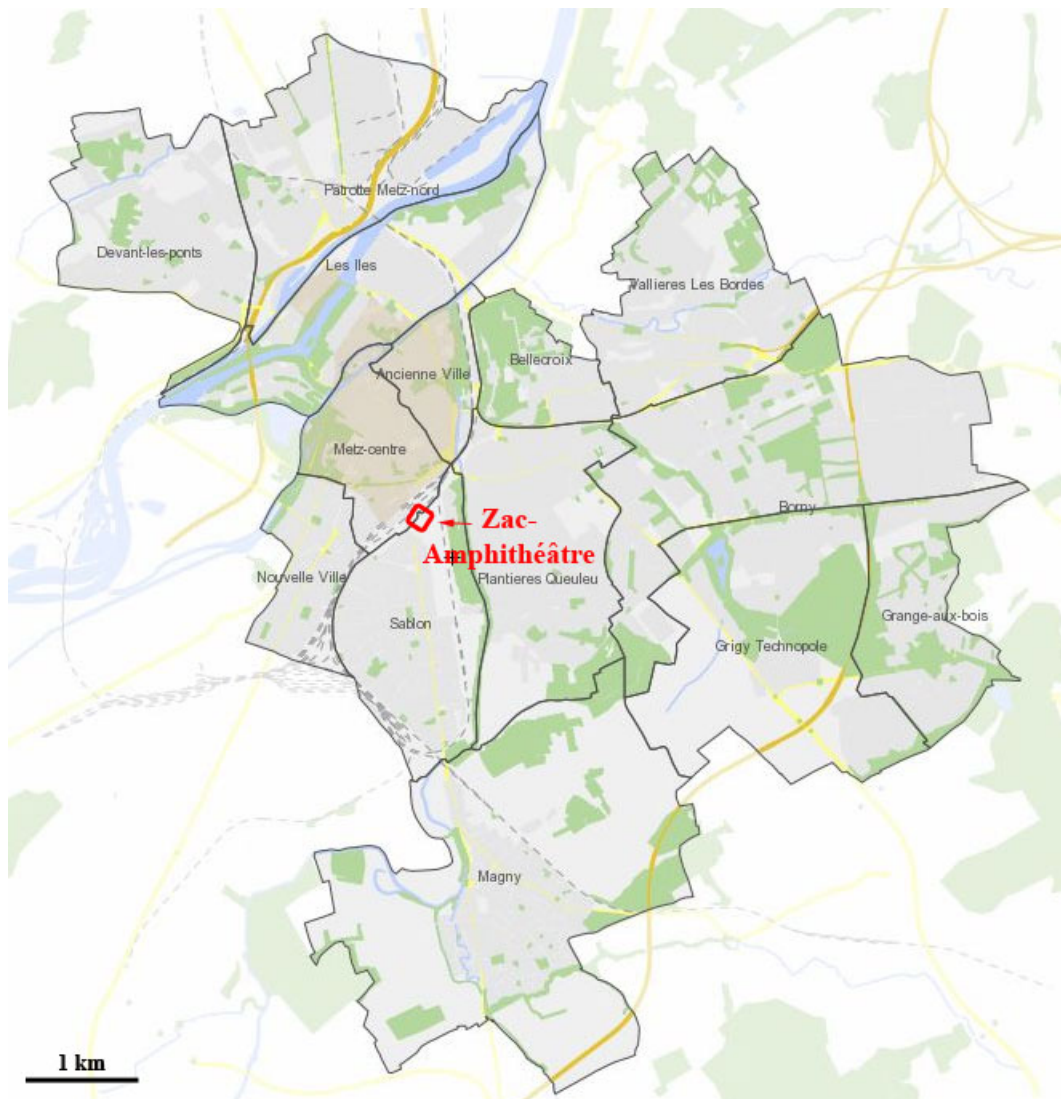 Patrotte Metz-nord
Devant-les-ponts
Les Iles
Vallieres Les Bordes
Bellecroix
Ancienne Ville
Metz-centre
Borny
Zac-
Amphithéâtre
Nouvelle Ville
Plantieres Queuleu
Sablon
Grange-aux-bois
Grigy Technopole
Magny
1 km